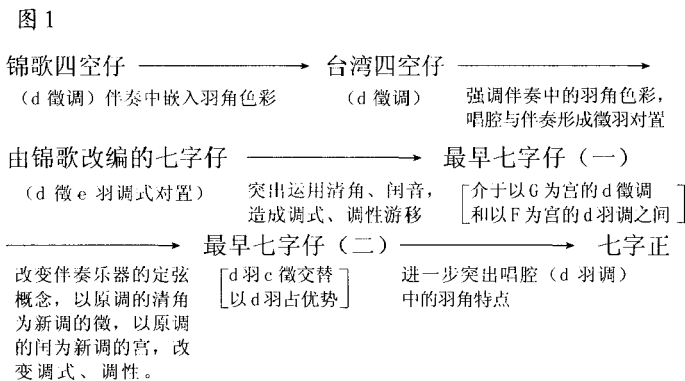 图1
锦歌四空仔 台湾四空仔
（d 徵调）伴奏中嵌入羽角色彩 （d 徵调） 强调伴奏中的羽角色彩，
唱腔与伴奏形成徵羽对置
由锦歌改编的七字仔 最早七字仔（一）
（d 徵 e 羽调式对置） 突出运用清角、闰音， 介于以G为宫的d徵调
造成调式、调性游移 和以F为宫的d羽调之间
最早七字仔（二） 七字正
改变伴奏乐器的定弦 d羽c徵交替 进一步突出唱腔（d 羽调）
概念，以原调的清角 以d羽占优势 中的羽角特点
为新调的徵，以原调
的闰为新调的宫，改
变调式、调性。